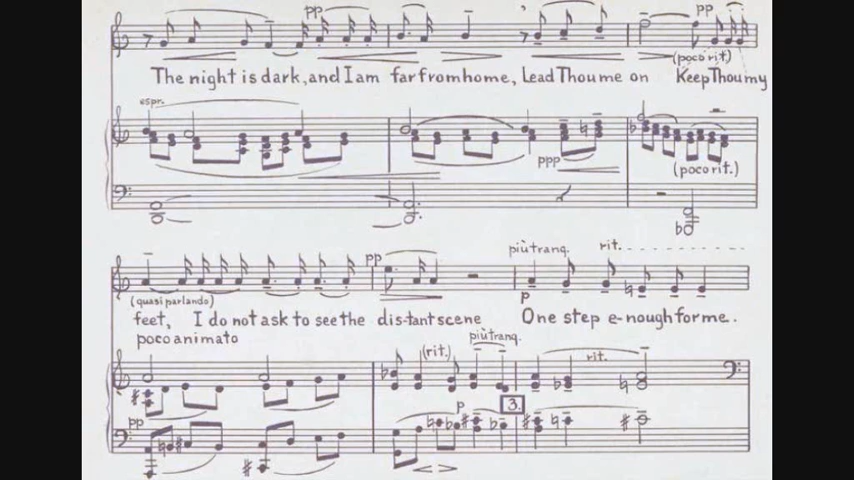 pp
The night is dark, and I am far from home, Lead Thou me on Keep Thou my
(poco rit.)
pp
espr.
ppp
(poco rit.)
pp
più tranq. rit.
(quasi parlando)
p
feet, I do not ask to see the dis-tant scene One step e-nough for me.
poco animato
più tranq.
(rit.)
rit.
pp
p
3.